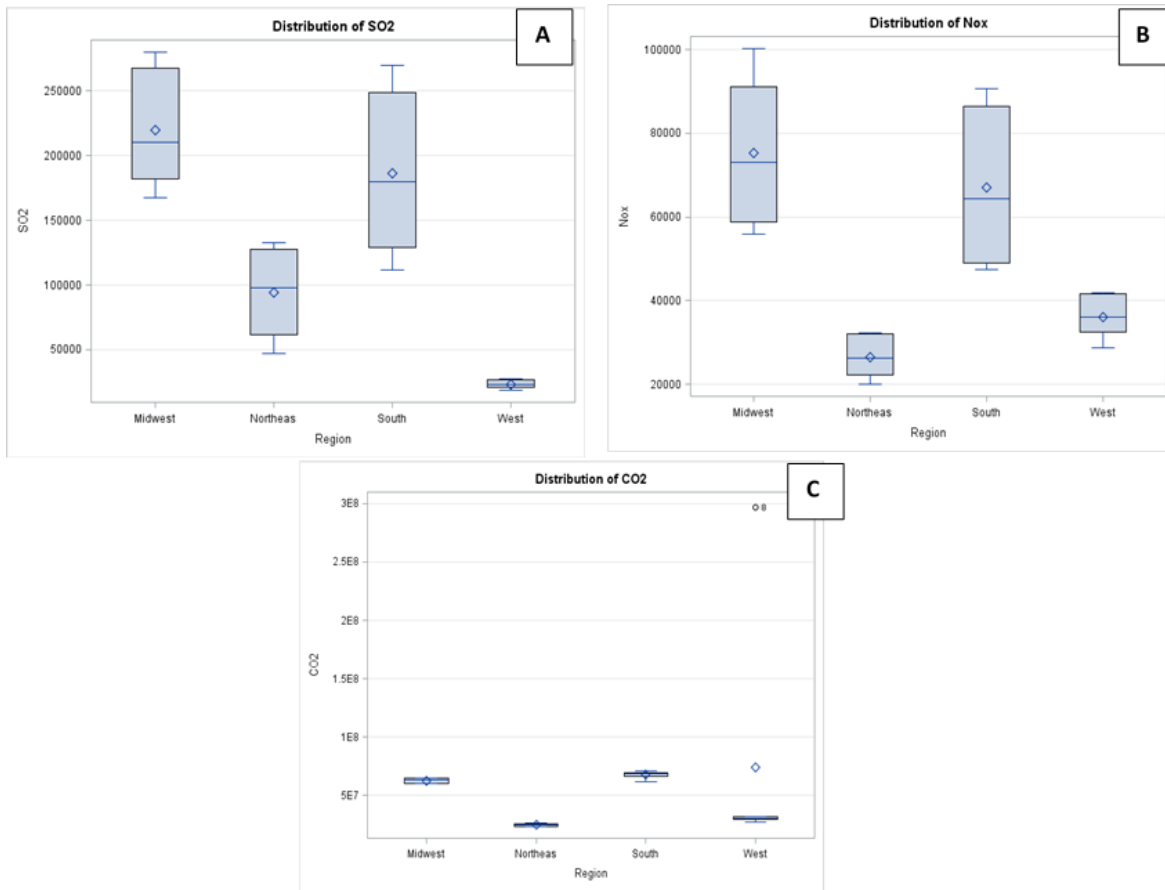 Distribution of SO2
A
250000
200000
150000
100000
50000
SO2
Midwest Northeas South West
Region
Distribution of Nox
B
100000
80000
60000
40000
20000
Nox
Midwest Northeas South West
Region
Distribution of CO2
C
3E8
2.5E8
2E8
1.5E8
1E8
5E7
CO2
8
Midwest Northeas South West
Region